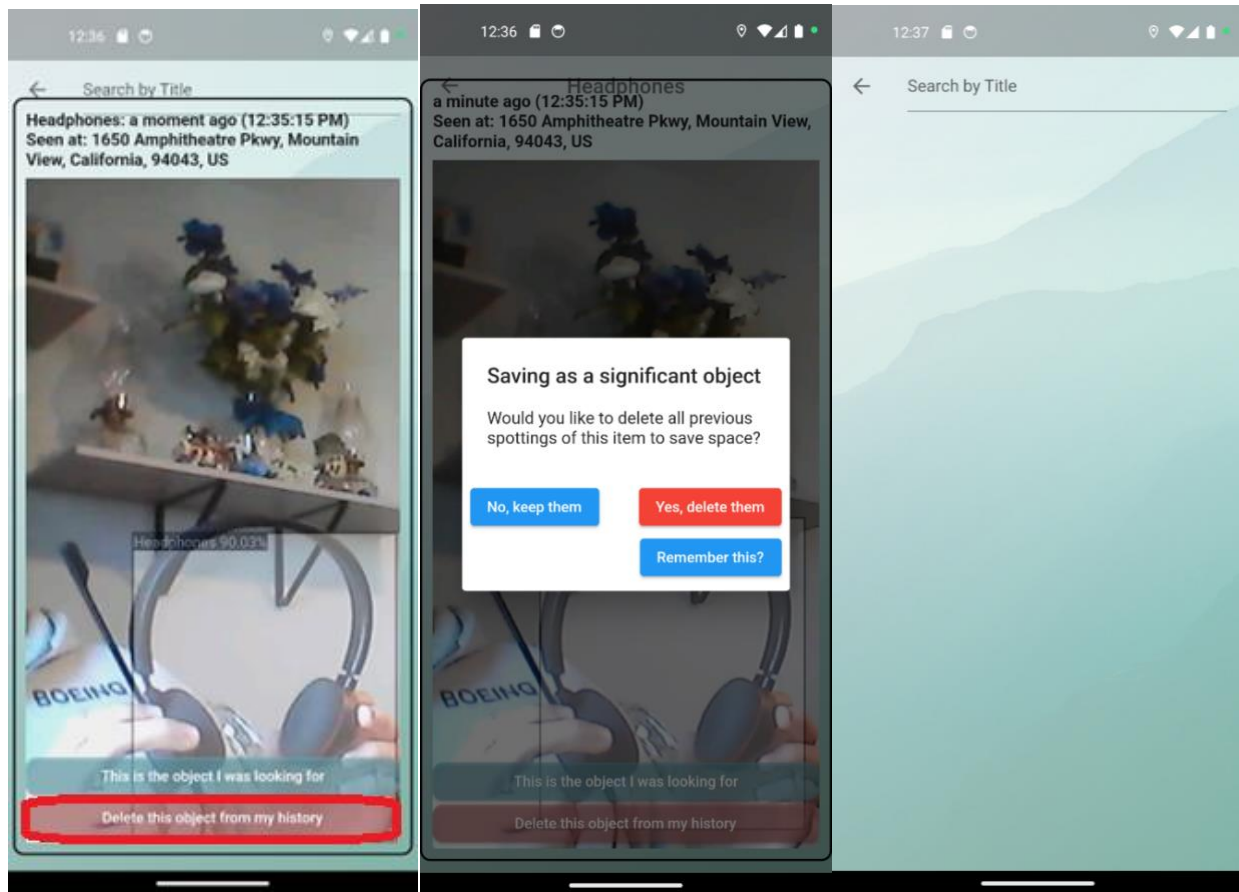 12:36
Search by Title
Headphones: a moment ago (12:35:15 PM)
Seen at: 1650 Amphitheatre Pkwy, Mountain
View, California, 94043, US
Headphones 90.03%
BOEING
This is the object I was looking for
Delete this object from my history
12:36
Headphones
a minute ago (12:35:15 PM)
Seen at: 1650 Amphitheatre Pkwy, Mountain View,
California, 94043, US
Saving as a significant object
Would you like to delete all previous
spottings of this item to save space?
No, keep them
Yes, delete them
Remember this?
BOEING
This is the object I was looking for
Delete this object from my history
12:37
Search by Title